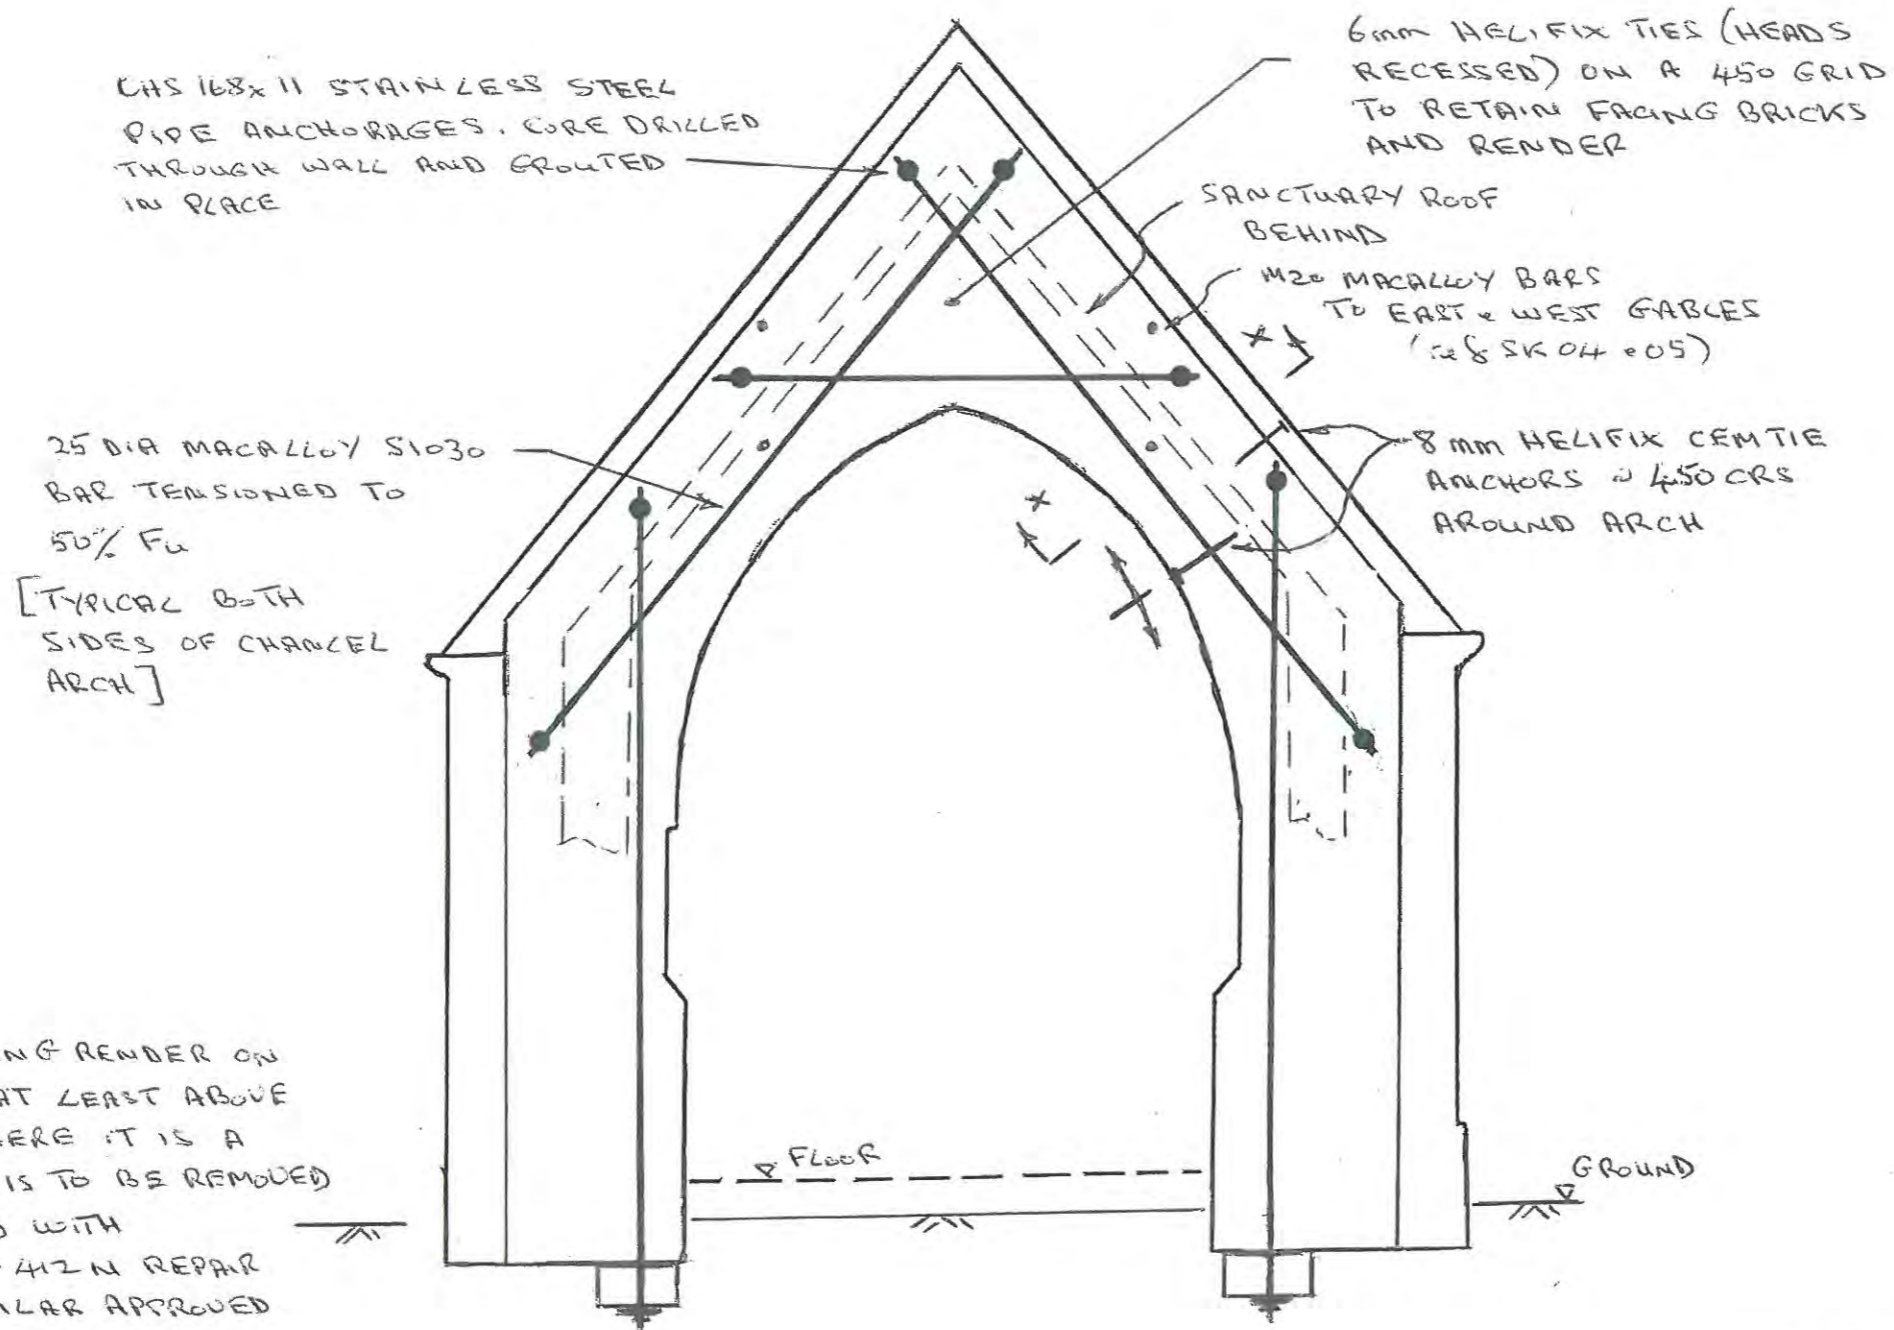 CHS 168x11 STAINLESS STEEL
PIPE ANCHORAGES. CORE DRILLED
THROUGH WALL AND GROUTED
IN PLACE
6mm HELIFIX TIES (HEADS
RECESSED) ON A 450 GRID
TO RETAIN FACING BRICKS
AND RENDER
SANCTUARY ROOF
BEHIND
M20 MACALLOY BARS
TO EAST & WEST GABLES
SK 04 & 05)
X
8mm HELIFIX CEMTIE
ANCHORS @ 450 CRS
AROUND ARCH
X
25 DIA MACALLOY S1030
BAR TENSIONED TO
50% Fu
[TYPICAL BOTH
SIDES OF CHANCEL
ARCH]
NG RENDER ON
AT LEAST ABOVE
ERE IT IS A
IS TO BE REMOVED
WITH
412N REPAIR
ILAR APPROVED
FLOOR
GROUND